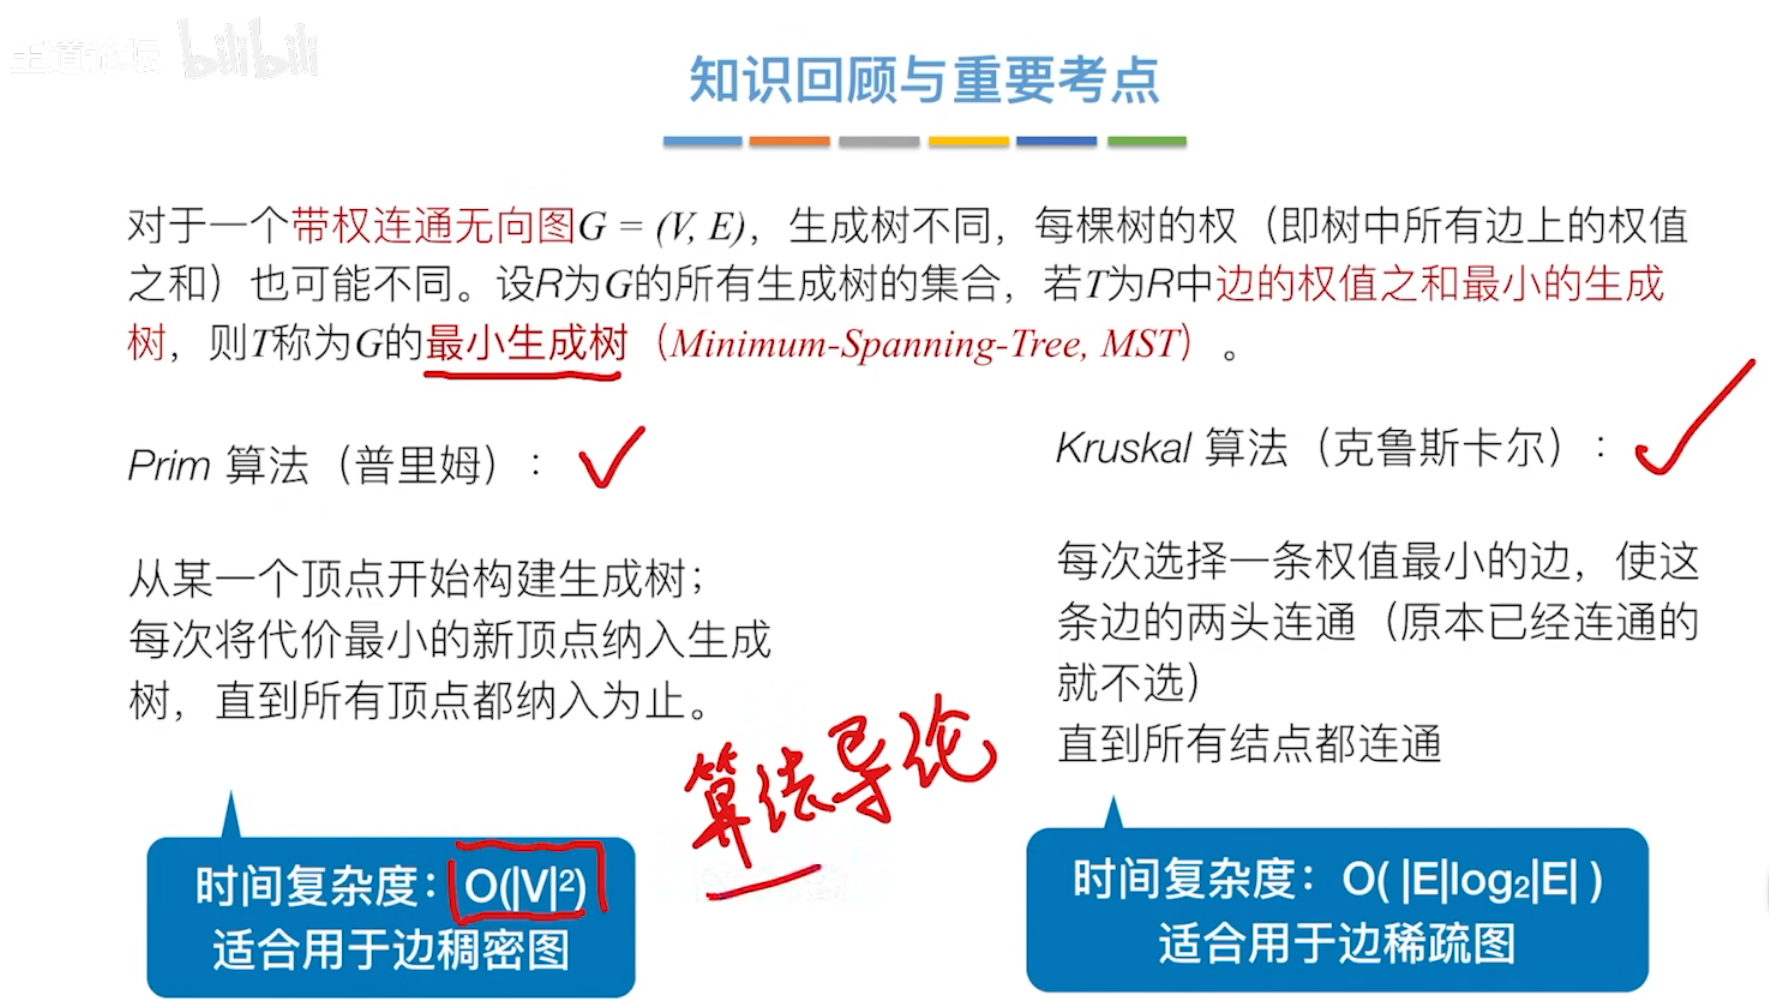 王道论坛 bilibili
知识回顾与重要考点
对于一个带权连通无向图G = (V, E)，生成树不同，每棵树的权（即树中所有边上的权值
之和）也可能不同。设R为G的所有生成树的集合，若T为R中边的权值之和最小的生成
树，则T称为G的最小生成树（Minimum-Spanning-Tree, MST）。
Prim 算法（普里姆）：
从某一个顶点开始构建生成树；
每次将代价最小的新顶点纳入生成
树，直到所有顶点都纳入为止。
时间复杂度：O(|V|²)
适合用于边稠密图
算法导论
Kruskal 算法（克鲁斯卡尔）：
每次选择一条权值最小的边，使这
条边的两头连通（原本已经连通的
就不选）
直到所有结点都连通
时间复杂度：O( |E|log₂|E| )
适合用于边稀疏图